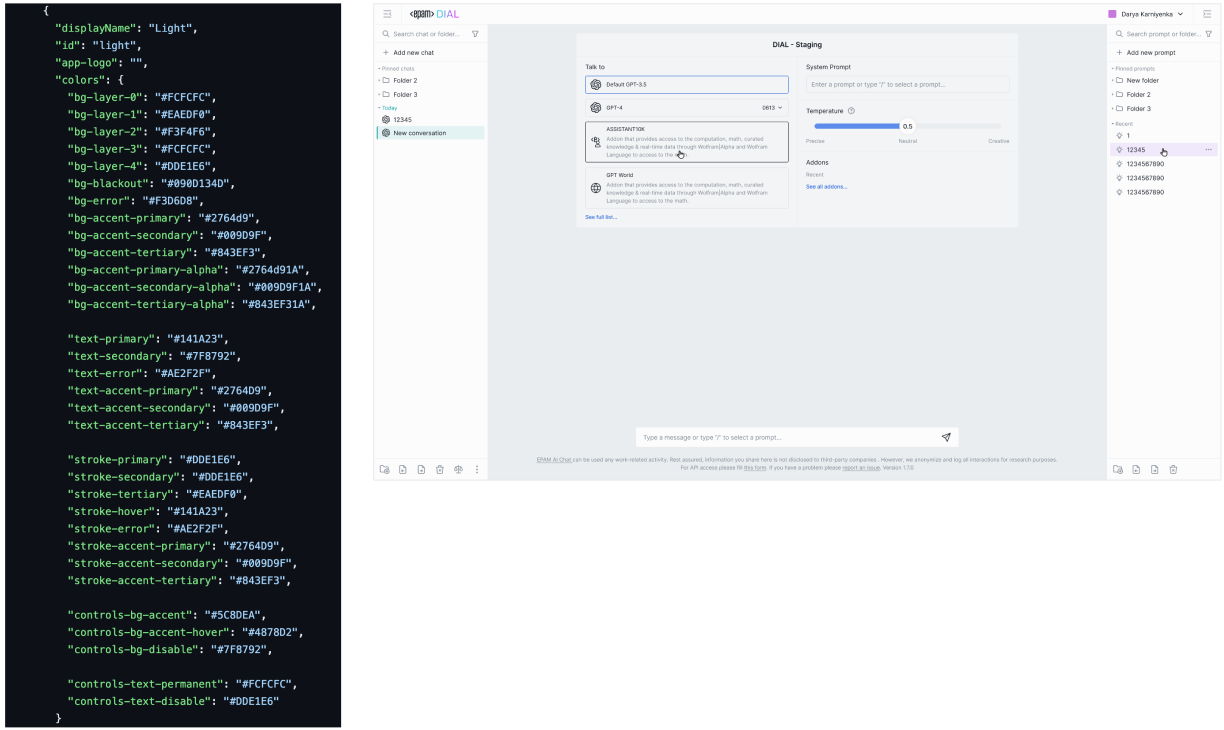 {
"displayName": "Light",
"id": "light",
"app-logo": "",
"colors": {
"bg-layer-0": "#FCFCFC",
"bg-layer-1": "#EAEDF0",
"bg-layer-2": "#F3F4F6",
"bg-layer-3": "#FCFCFC",
"bg-layer-4": "#DDE1E6",
"bg-blackout": "#090D134D",
"bg-error": "#F3D6D8",
"bg-accent-primary": "#2764d9",
"bg-accent-secondary": "#009D9F",
"bg-accent-tertiary": "#843EF3",
"bg-accent-primary-alpha": "#2764d91A",
"bg-accent-secondary-alpha": "#009D9F1A",
"bg-accent-tertiary-alpha": "#843EF31A",
"text-primary": "#141A23",
"text-secondary": "#7F8792",
"text-error": "#AE2F2F",
"text-accent-primary": "#2764D9",
"text-accent-secondary": "#009D9F",
"text-accent-tertiary": "#843EF3",
"stroke-primary": "#DDE1E6",
"stroke-secondary": "#DDE1E6",
"stroke-tertiary": "#EAEDF0",
"stroke-hover": "#141A23",
"stroke-error": "#AE2F2F",
"stroke-accent-primary": "#2764D9",
"stroke-accent-secondary": "#009D9F",
"stroke-accent-tertiary": "#843EF3",
"controls-bg-accent": "#5C8DEA",
"controls-bg-accent-hover": "#4878D2",
"controls-bg-disable": "#7F8792",
"controls-text-permanent": "#FCFCFC",
"controls-text-disable": "#DDE1E6"
}
<epam> DIAL
Darya Karniyenka
Search chat or folder...
Add new chat
Pinned chats
Folder 2
Folder 3
Today
12345
New conversation
DIAL - Staging
Talk to
Default GPT-3.5
GPT-4
0613
ASSISTANT10K
Addon that provides access to the computation, math, curated
knowledge & real-time data through Wolfram|Alpha and Wolfram
Language to access to the math.
GPT World
Addon that provides access to the computation, math, curated
knowledge & real-time data through Wolfram|Alpha and Wolfram
Language to access to the math.
See full list...
System Prompt
Enter a prompt or type "/" to select a prompt...
Temperature
0.5
Precise Neutral Creative
Addons
Recent
See all addons...
Type a message or type "/" to select a prompt...
EPAM AI Chat can be used any work-related activity. Rest assured, information you share here is not disclosed to third-party companies . However, we anonymize and log all interactions for research purposes.
For API access please fill this form. If you have a problem please report an issue. Version 1.7.0
Search prompt or folder...
Add new prompt
Pinned prompts
New folder
Folder 2
Folder 3
Recent
1
12345
1234567890
1234567890
1234567890